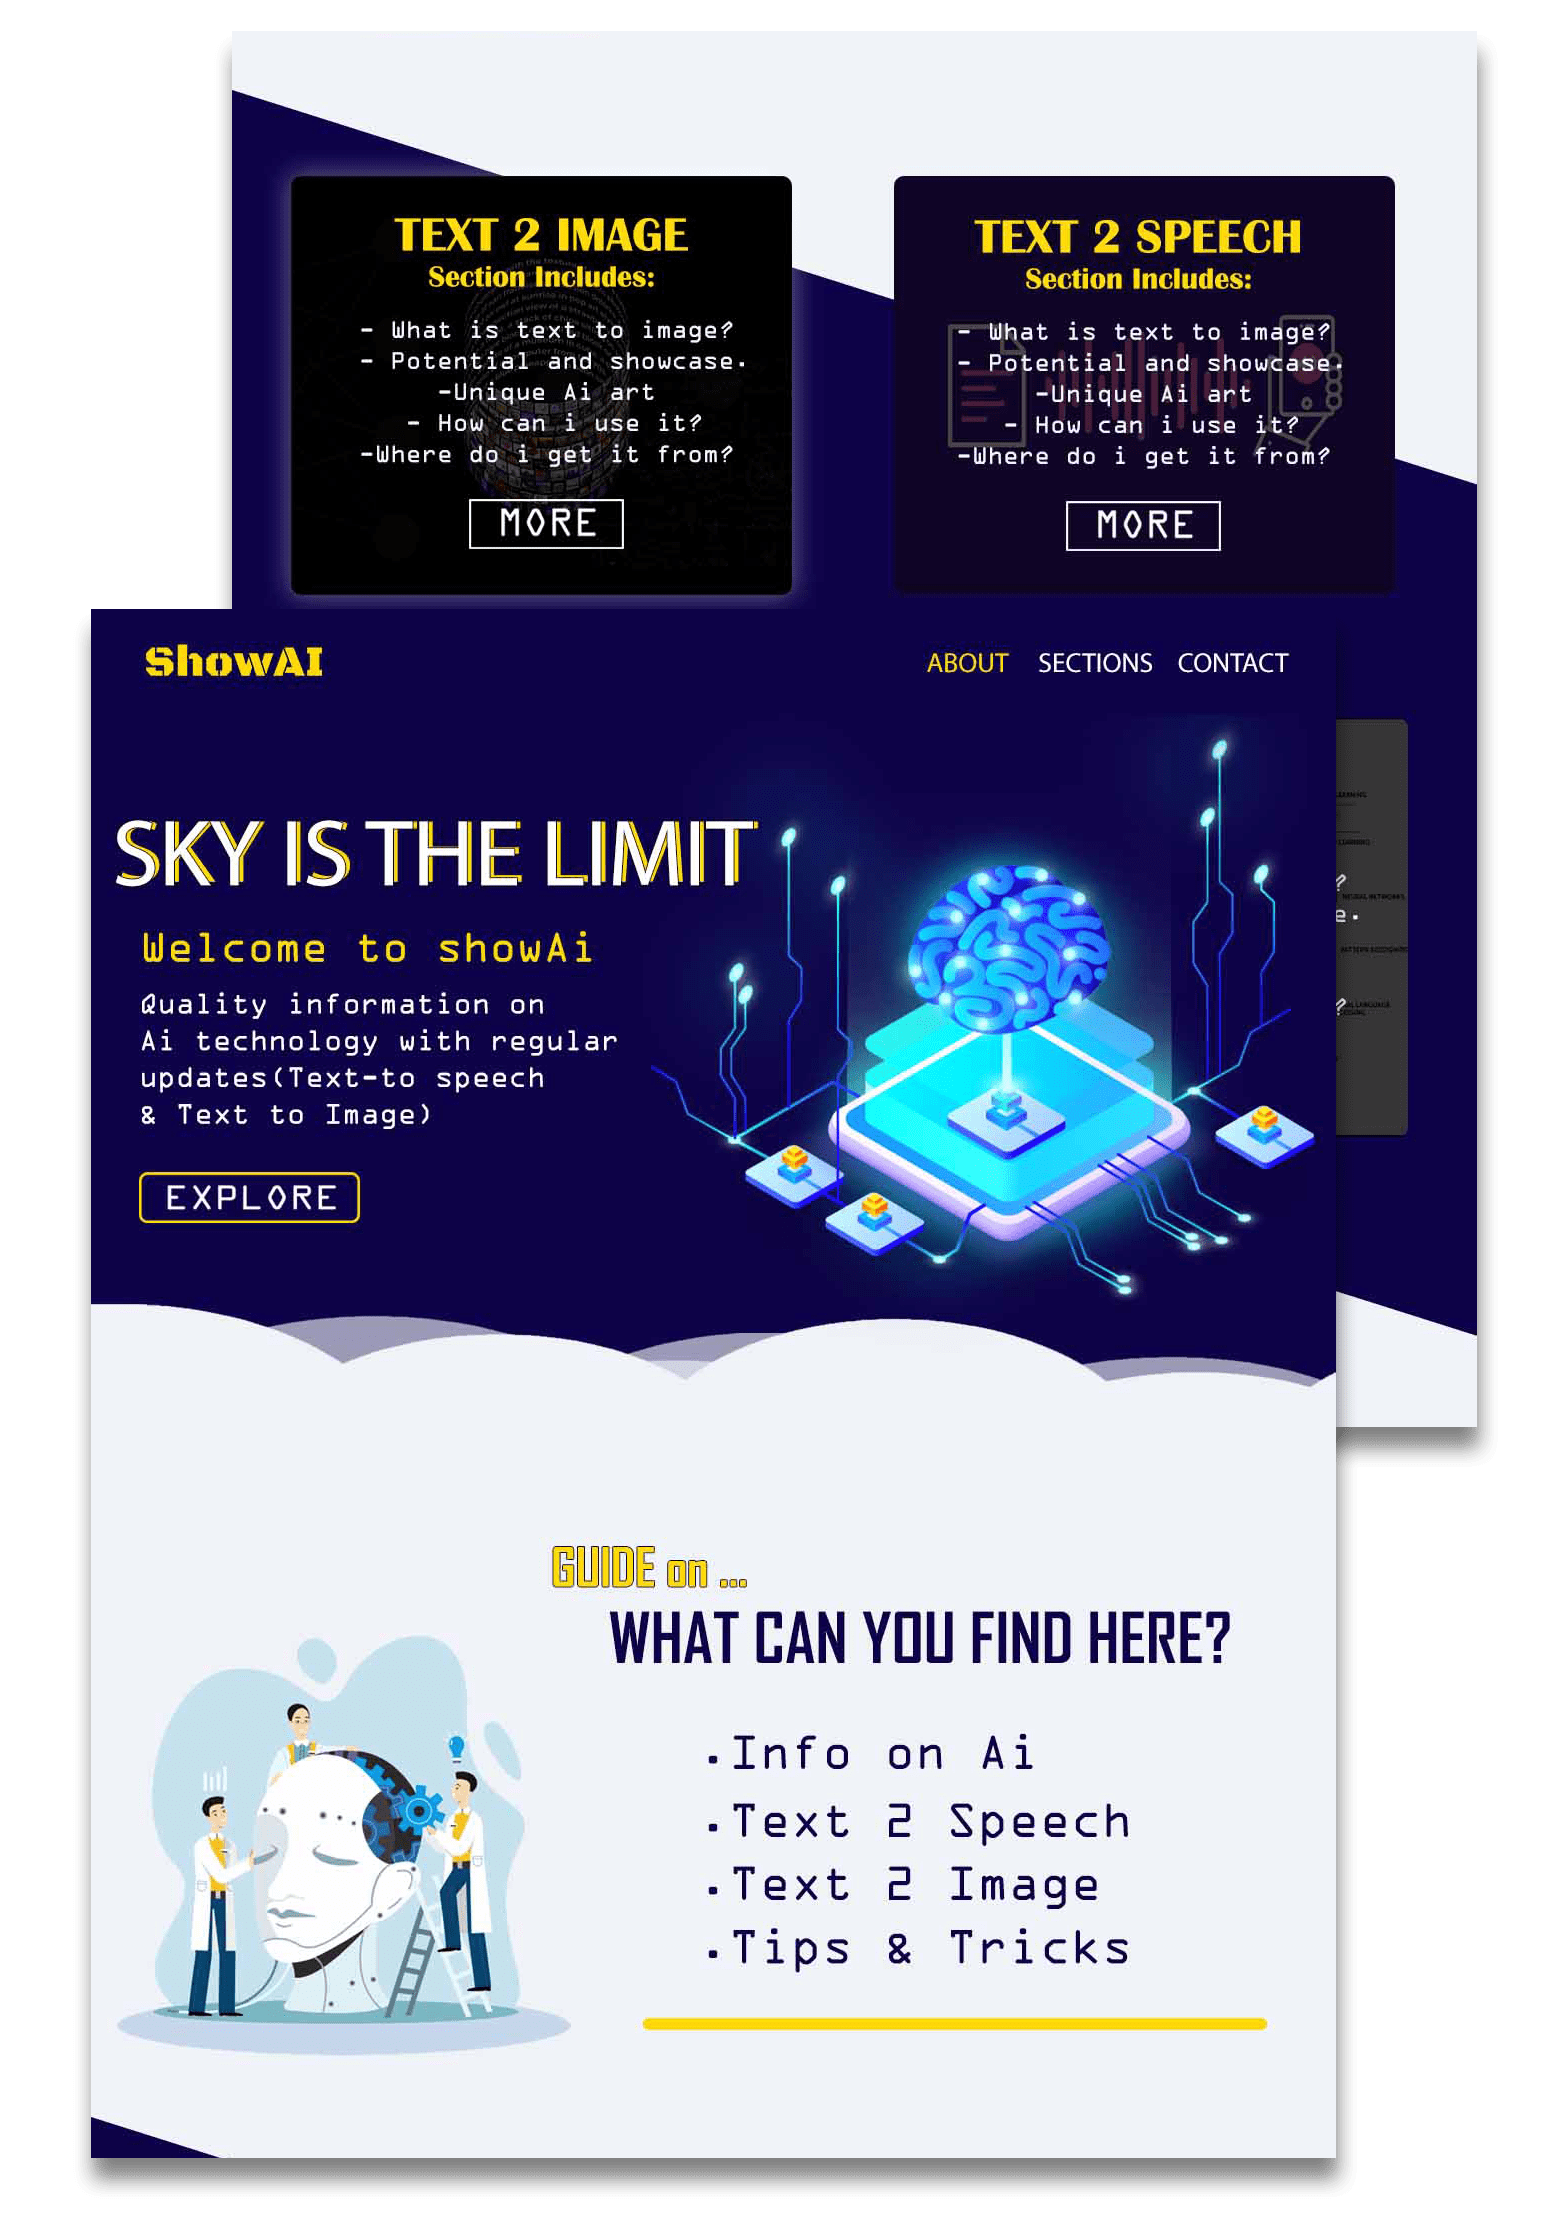 TEXT 2 IMAGE
Section Includes:
- What is text to image?
- Potential and showcase.
-Unique Ai art
- How can i use it?
-Where do i get it from?
MORE
TEXT 2 SPEECH
Section Includes:
- What is text to image?
- Potential and showcase.
-Unique Ai art
- How can i use it?
-Where do i get it from?
MORE
ShowAI
ABOUT SECTIONS CONTACT
SKY IS THE LIMIT
Welcome to showAi
Quality information on
Ai technology with regular
updates(Text-to speech
& Text to Image)
EXPLORE
NEURAL NETWORKS
GUIDE on ...
WHAT CAN YOU FIND HERE?
.Info on Ai
.Text 2 Speech
.Text 2 Image
.Tips & Tricks